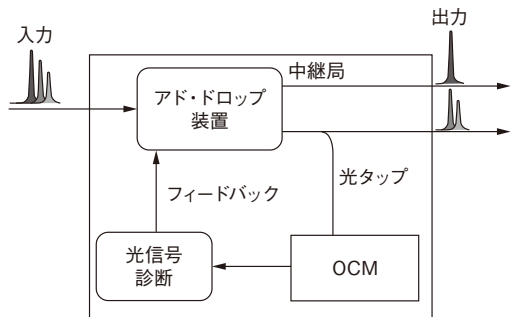 出力
入力
中継局
アド・ドロップ
装置
フィードバック
光タップ
光信号
診断
OCM